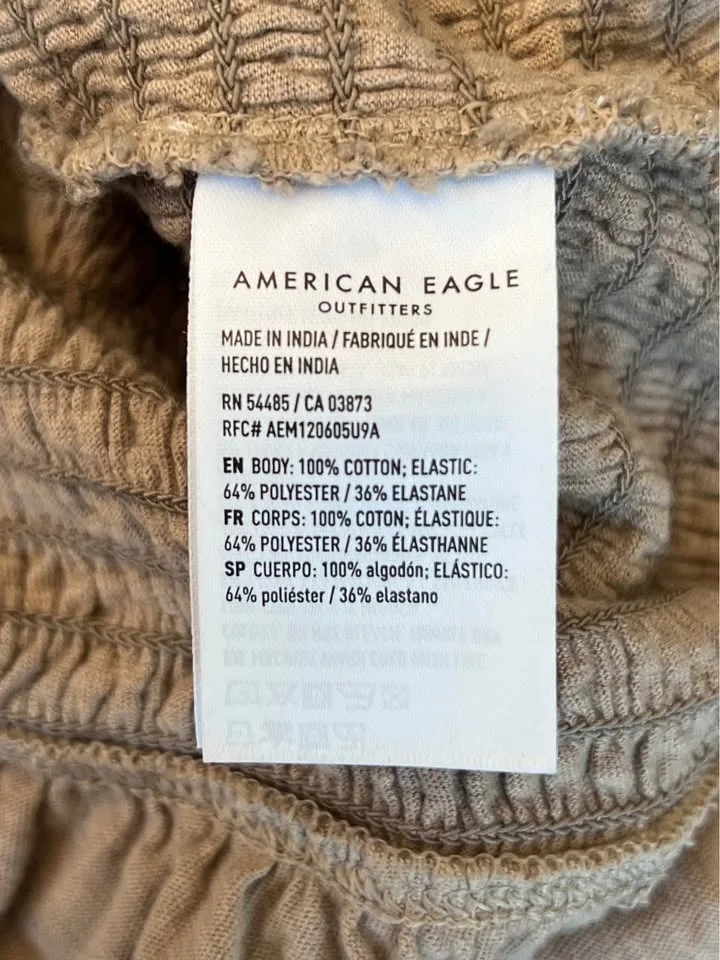 AMERICAN EAGLE
OUTFITTERS
MADE IN INDIA / FABRIQUÉ EN INDE /
HECHO EN INDIA
RN 54485 / CA 03873
RFC# AEM120605U9A
EN BODY: 100% COTTON; ELASTIC:
64% POLYESTER / 36% ELASTANE
FR CORPS: 100% COTON; ÉLASTIQUE:
64% POLYESTER / 36% ÉLASTHANNE
SP CUERPO: 100% algodón; ELÁSTICO:
64% poliéster / 36% elastano